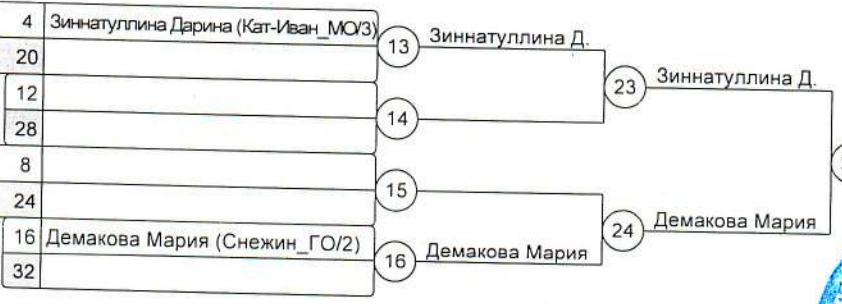 4 Зиннатуллина Дарина (Кат-Иван_МО/3)
20
13 Зиннатуллина Д.
12
28
14
23 Зиннатуллина Д.
8
24
15
16 Демакова Мария (Снежин_ГО/2)
32
16 Демакова Мария
24 Демакова Мария